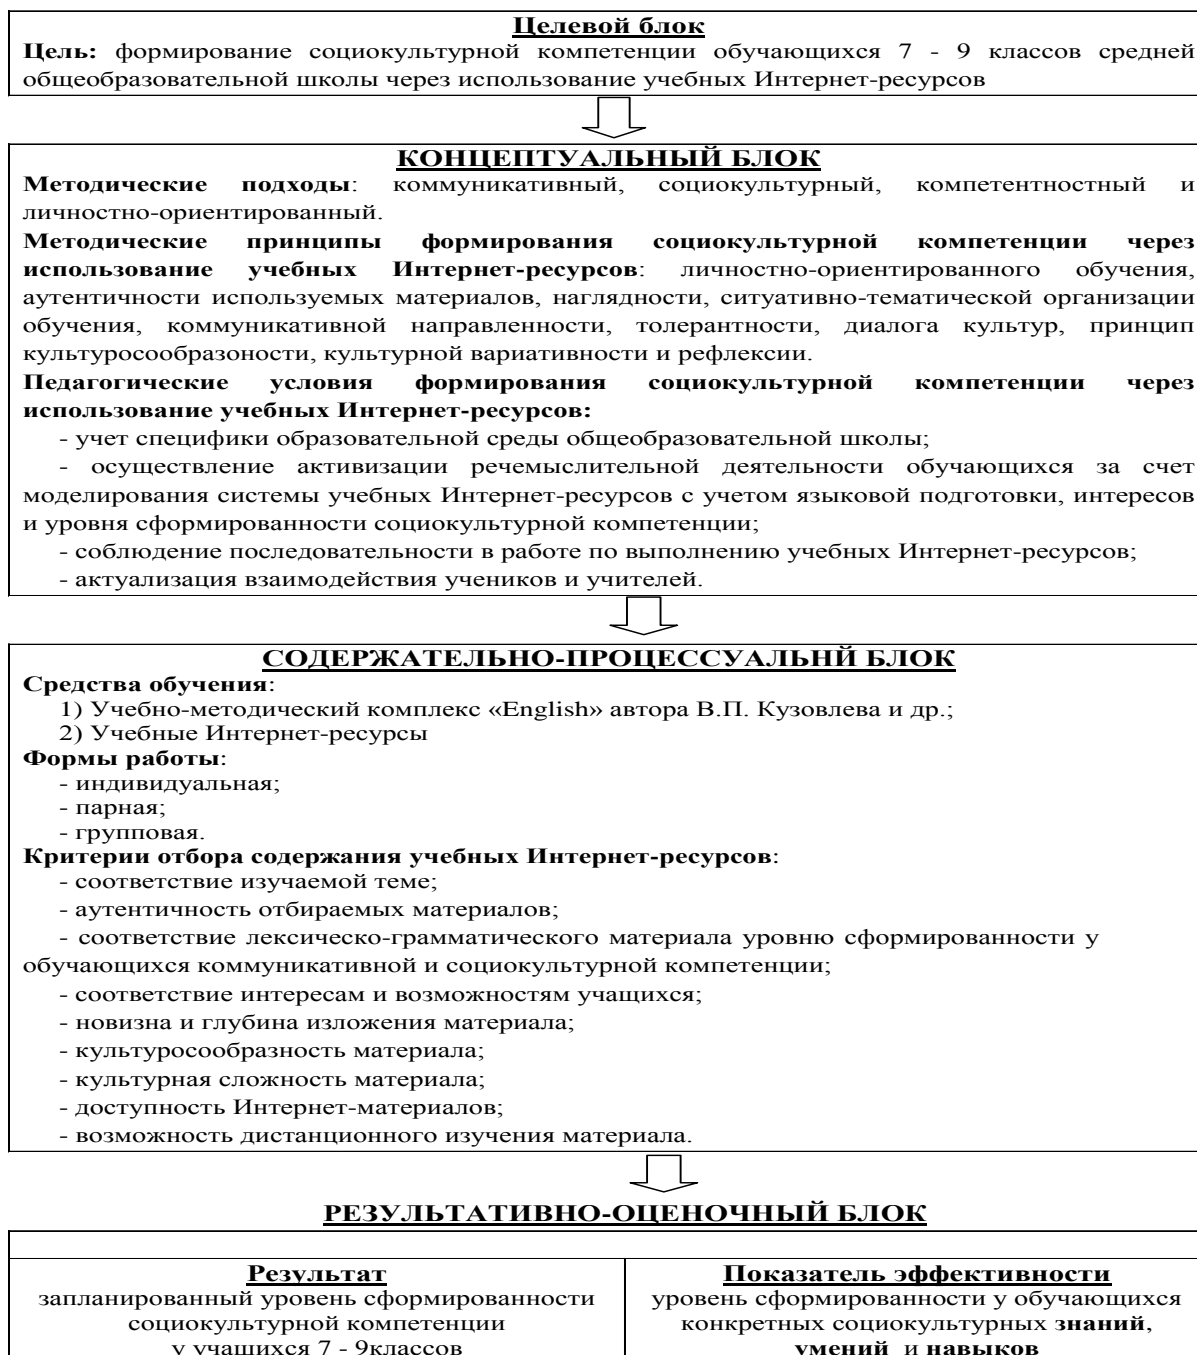 Целевой блок
Цель: формирование социокультурной компетенции обучающихся 7 - 9 классов средней
общеобразовательной школы через использование учебных Интернет-ресурсов
КОНЦЕПТУАЛЬНЫЙ БЛОК
Методические подходы: коммуникативный, социокультурный, компетентностный и
личностно-ориентированный.
Методические принципы формирования социокультурной компетенции через
использование учебных Интернет-ресурсов: личностно-ориентированного обучения,
аутентичности используемых материалов, наглядности, ситуативно-тематической организации
обучения, коммуникативной направленности, толерантности, диалога культур, принцип
культуросообразоности, культурной вариативности и рефлексии.
Педагогические условия формирования социокультурной компетенции через
использование учебных Интернет-ресурсов:
- учет специфики образовательной среды общеобразовательной школы;
- осуществление активизации речемыслительной деятельности обучающихся за счет
моделирования системы учебных Интернет-ресурсов с учетом языковой подготовки, интересов
и уровня сформированности социокультурной компетенции;
- соблюдение последовательности в работе по выполнению учебных Интернет-ресурсов;
- актуализация взаимодействия учеников и учителей.
СОДЕРЖАТЕЛЬНО-ПРОЦЕССУАЛЬНЙ БЛОК
Средства обучения:
1) Учебно-методический комплекс «English» автора В.П. Кузовлева и др.;
2) Учебные Интернет-ресурсы
Формы работы:
- индивидуальная;
- парная;
- групповая.
Критерии отбора содержания учебных Интернет-ресурсов:
- соответствие изучаемой теме;
- аутентичность отбираемых материалов;
- соответствие лексическо-грамматического материала уровню сформированности у
обучающихся коммуникативной и социокультурной компетенции;
- соответствие интересам и возможностям учащихся;
- новизна и глубина изложения материала;
- культуросообразность материала;
- культурная сложность материала;
- доступность Интернет-материалов;
- возможность дистанционного изучения материала.
РЕЗУЛЬТАТИВНО-ОЦЕНОЧНЫЙ БЛОК
Результат
запланированный уровень сформированности
социокультурной компетенции
у учащихся 7 - 9классов
Показатель эффективности
уровень сформированности у обучающихся
конкретных социокультурных знаний,
умений и навыков